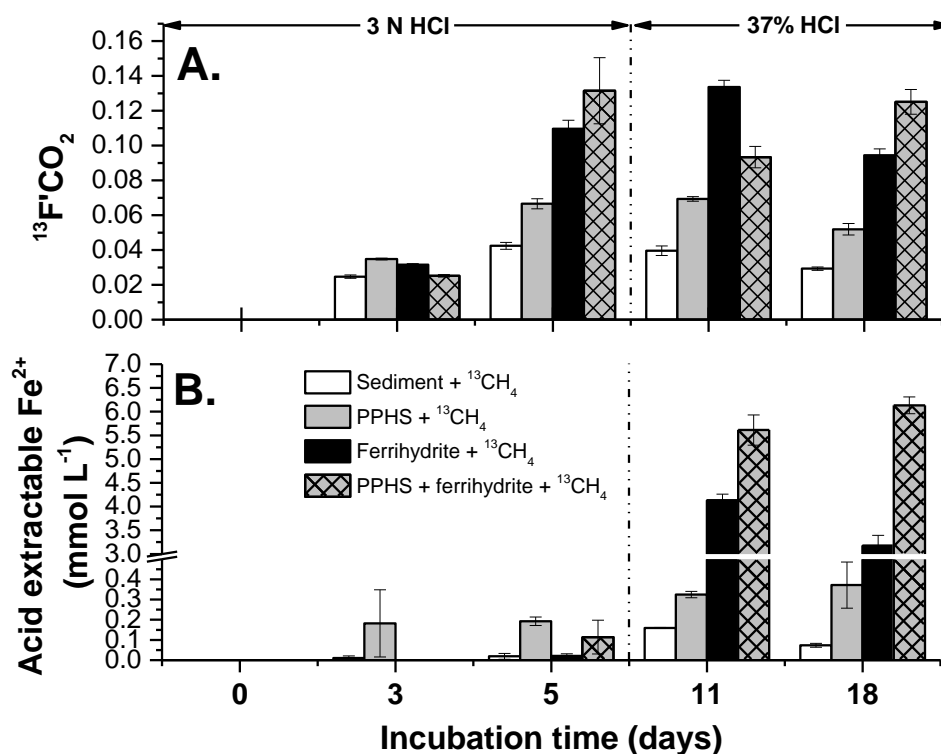 3 N HCl
37% HCl
A.
0.16
0.14
0.12
0.10
0.08
0.06
0.04
0.02
0.00
¹³F'CO₂
B.
7.0
6.5
6.0
5.5
5.0
4.5
4.0
3.5
3.0
0.4
0.3
0.2
0.1
0.0
Acid extractable Fe²⁺
(mmol L⁻¹)
Sediment + ¹³CH₄
PPHS + ¹³CH₄
Ferrihydrite + ¹³CH₄
PPHS + ferrihydrite + ¹³CH₄
0 3 5 11 18
Incubation time (days)